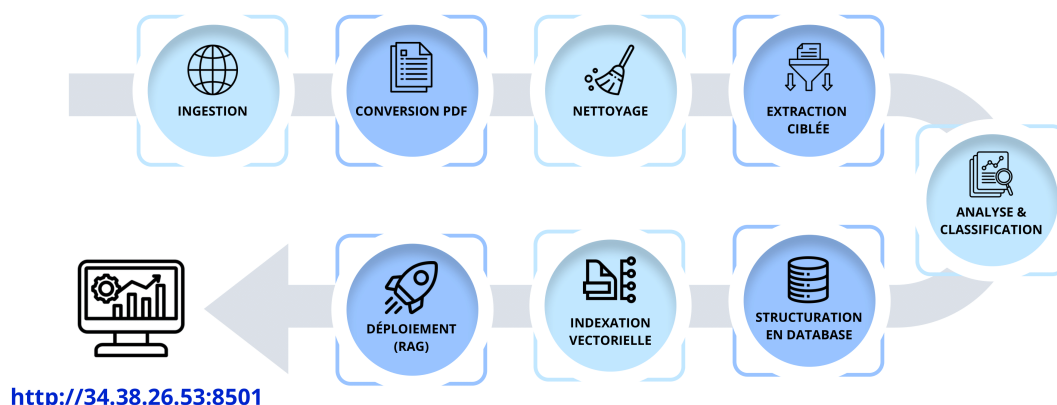 INGESTION
CONVERSION PDF
NETTOYAGE
EXTRACTION
CIBLÉE
ANALYSE &
CLASSIFICATION
STRUCTURATION
EN DATABASE
INDEXATION
VECTORIELLE
DÉPLOIEMENT
(RAG)
http://34.38.26.53:8501